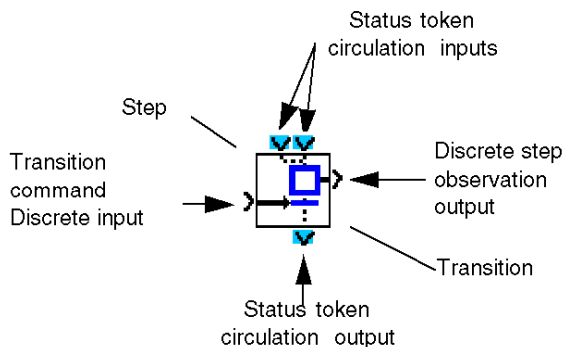 Status token
circulation inputs
Step
Transition
command
Discrete input
Discrete step
observation
output
Transition
Status token
circulation output